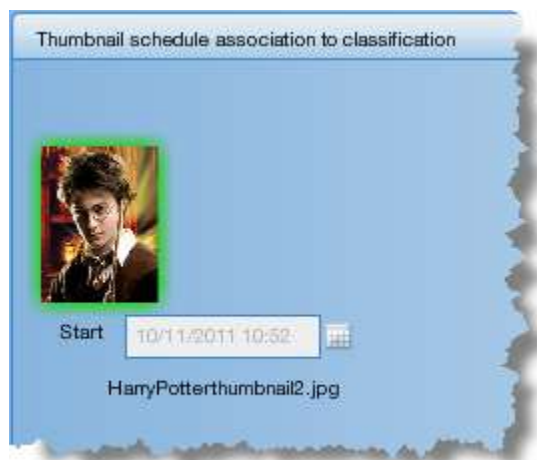 Thumbnail schedule association to classification
Start
10/11/2011 10:52
HarryPotterthumbnail2.jpg